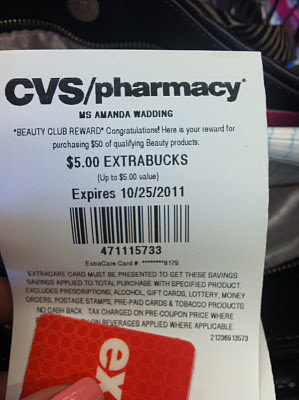 CVS/pharmacy
MS AMANDA WADDING
*BEAUTY CLUB REWARD* Congratulations! Here is your reward for
purchasing $50 of qualifying Beauty products:
$5.00 EXTRABUCKS
(Up to $5.00 value)
Expires 10/25/2011
471115733
ExtraCare Card #: ********8179
EXTRACARE CARD MUST BE PRESENTED TO GET THESE SAVINGS
SAVINGS APPLIED TO TOTAL PURCHASE WITH SPECIFIED PRODUCT.
EXCLUDES PRESCRIPTIONS, ALCOHOL, GIFT CARDS, LOTTERY, MONEY
ORDERS, POSTAGE STAMPS, PRE-PAID CARDS & TOBACCO PRODUCTS
NO CASH BACK TAX CHARGED ON PRE-COUPON PRICE WHERE
ON BEVERAGES APPLIED WHERE APPLICABLE.
21206913573
ex